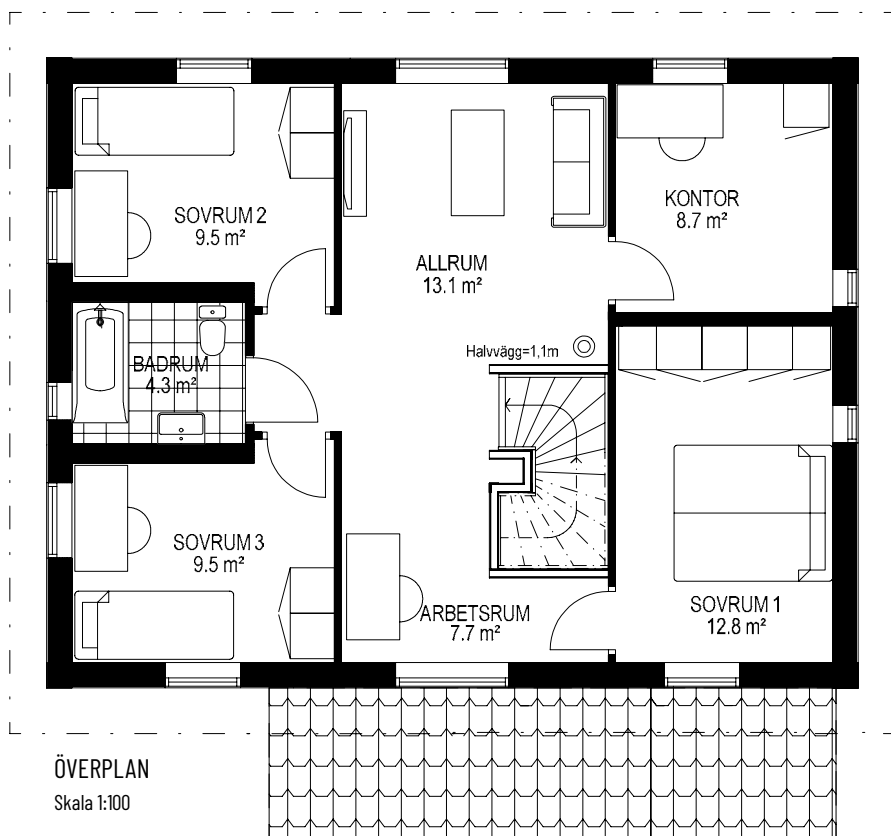 SOVRUM 2
9.5 m²
KONTOR
8.7 m²
ALLRUM
13.1 m²
Halvvägg=1,1m
BADRUM
4.3 m²
SOVRUM 3
9.5 m²
ARBETSRUM
7.7 m²
SOVRUM 1
12.8 m²
ÖVERPLAN
Skala 1:100